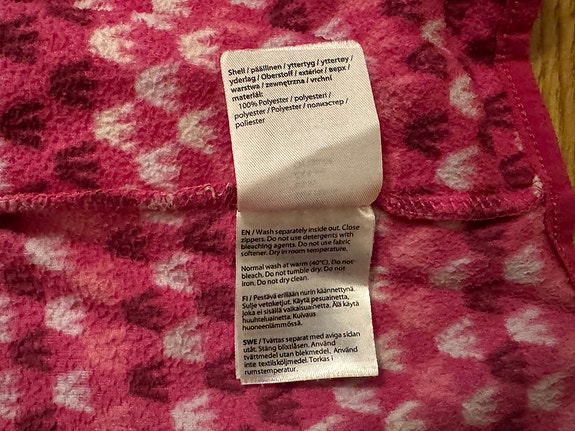 Shell / päällinen / yttertyg / yttertøy /
yderlag / Oberstoff / extérior / верх /
warstwa / zewnętrzna / vrchní
materiál:
100% Polyester / polyesteri /
polyester / Polyester / полиэстер /
poliester
EN / Wash separately inside out. Close
zippers. Do not use detergents with
bleaching agents. Do not use fabric
softener. Dry in room temperature.
Normal wash at warm (40°C). Do not
bleach. Do not tumble dry. Do not
iron. Do not dry clean.
FI / Pestävä erillään nurin käännettynä.
Sulje vetoketjut. Käytä pesuainetta,
joka ei sisällä valkaisuainetta. Älä käytä
huuhteluainetta. Kuivaus
huoneenlämmössä.
SWE / Tvättas separat med aviga sidan
utåt. Stäng blixtlåsen. Använd
tvättmedel utan blekmedel. Använd
inte textilsköljmedel. Torkas i
rumstemperatur.